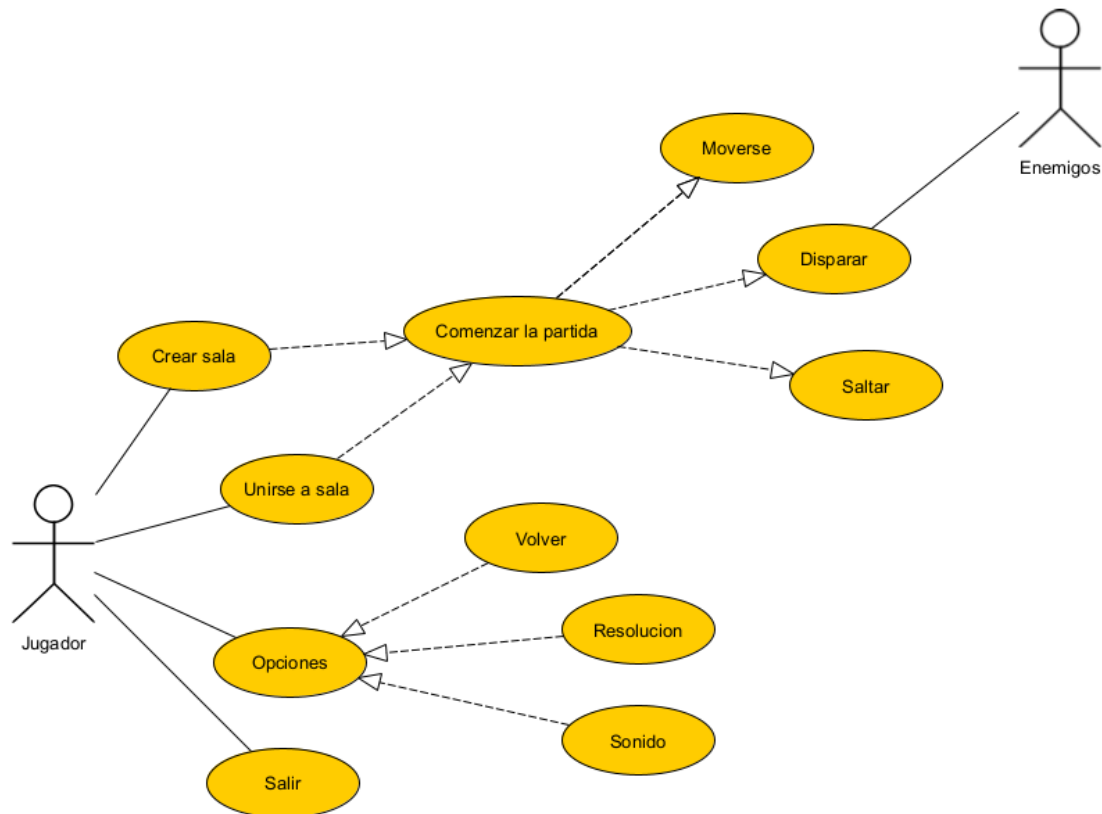 Moverse
Enemigos
Disparar
Comenzar la partida
Crear sala
Saltar
Unirse a sala
Volver
Resolucion
Jugador
Opciones
Sonido
Salir